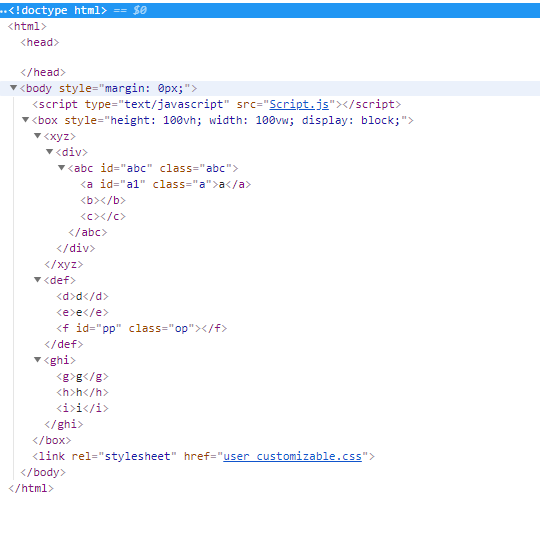 ..<!doctype html> == $0
<html>
<head>
</head>
<body style="margin: 0px;">
<script type="text/javascript" src="Script.js"></script>
<box style="height: 100vh; width: 100vw; display: block;">
<xyz>
<div>
<abc id="abc" class="abc">
<a id="a1" class="a">a</a>
<b></b>
<c></c>
</abc>
</div>
</xyz>
<def>
<d>d</d>
<e>e</e>
<f id="pp" class="op"></f>
</def>
<ghi>
<g>g</g>
<h>h</h>
<i>i</i>
</ghi>
</box>
<link rel="stylesheet" href="user customizable.css">
</body>
</html>